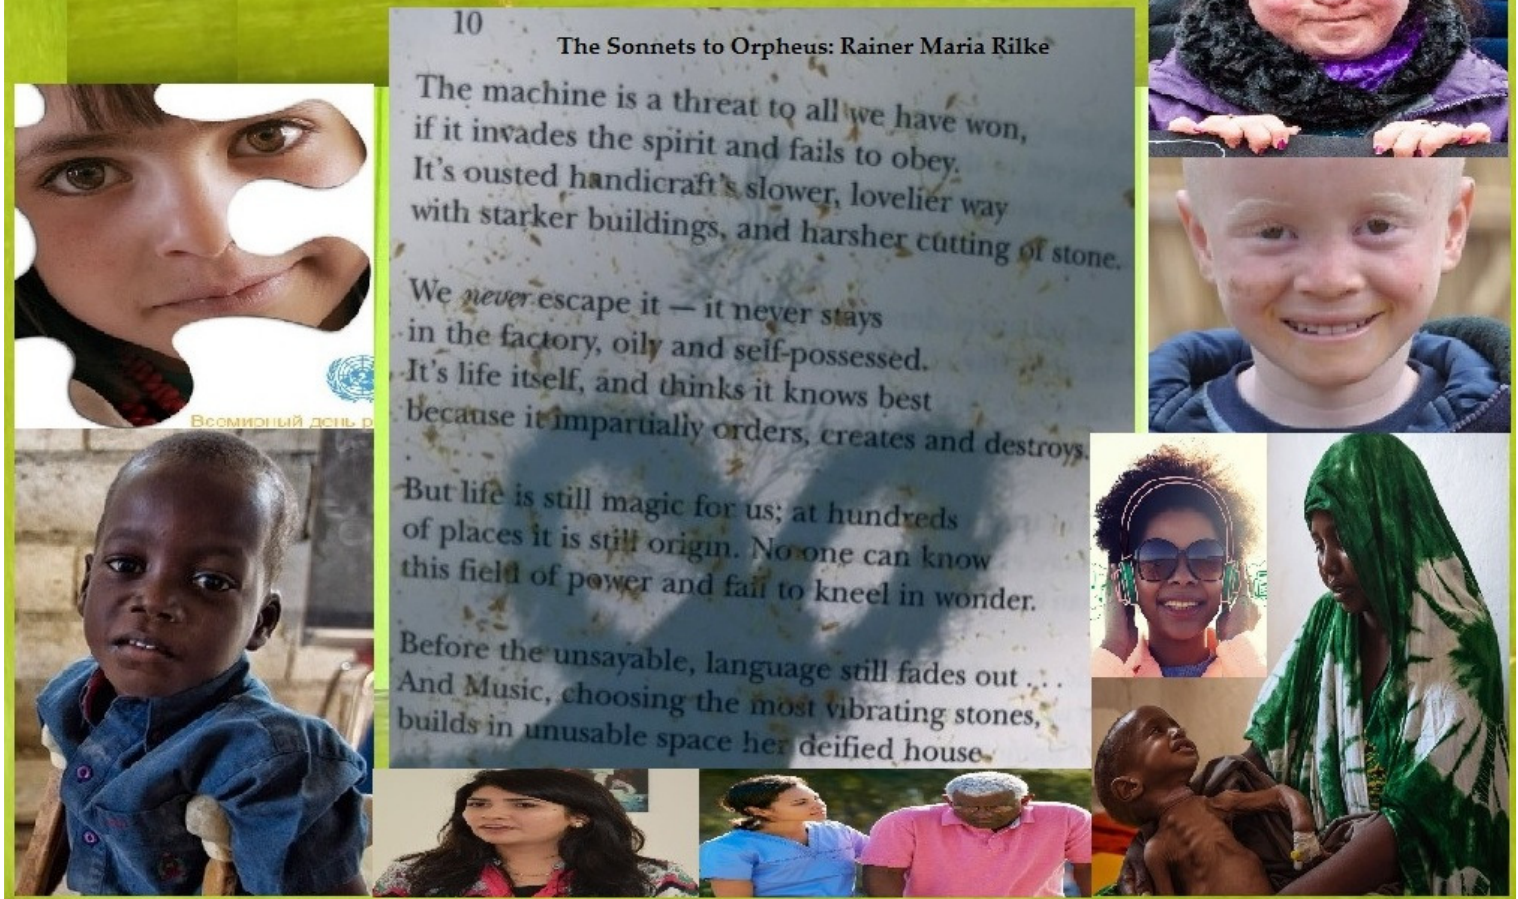 10
The Sonnets to Orpheus: Rainer Maria Rilke
The machine is a threat to all we have won,
if it invades the spirit and fails to obey.
It's ousted handicraft's slower, lovelier way
with starker buildings, and harsher cutting of stone.
We never escape it — it never stays
in the factory, oily and self-possessed.
It's life itself, and thinks it knows best
because it impartially orders, creates and destroys.
But life is still magic for us; at hundreds
of places it is still origin. No one can know
this field of power and fail to kneel in wonder.
Before the unsayable, language still fades out . . .
And Music, choosing the most vibrating stones,
builds in unusable space her deified house.
Всемирный день р